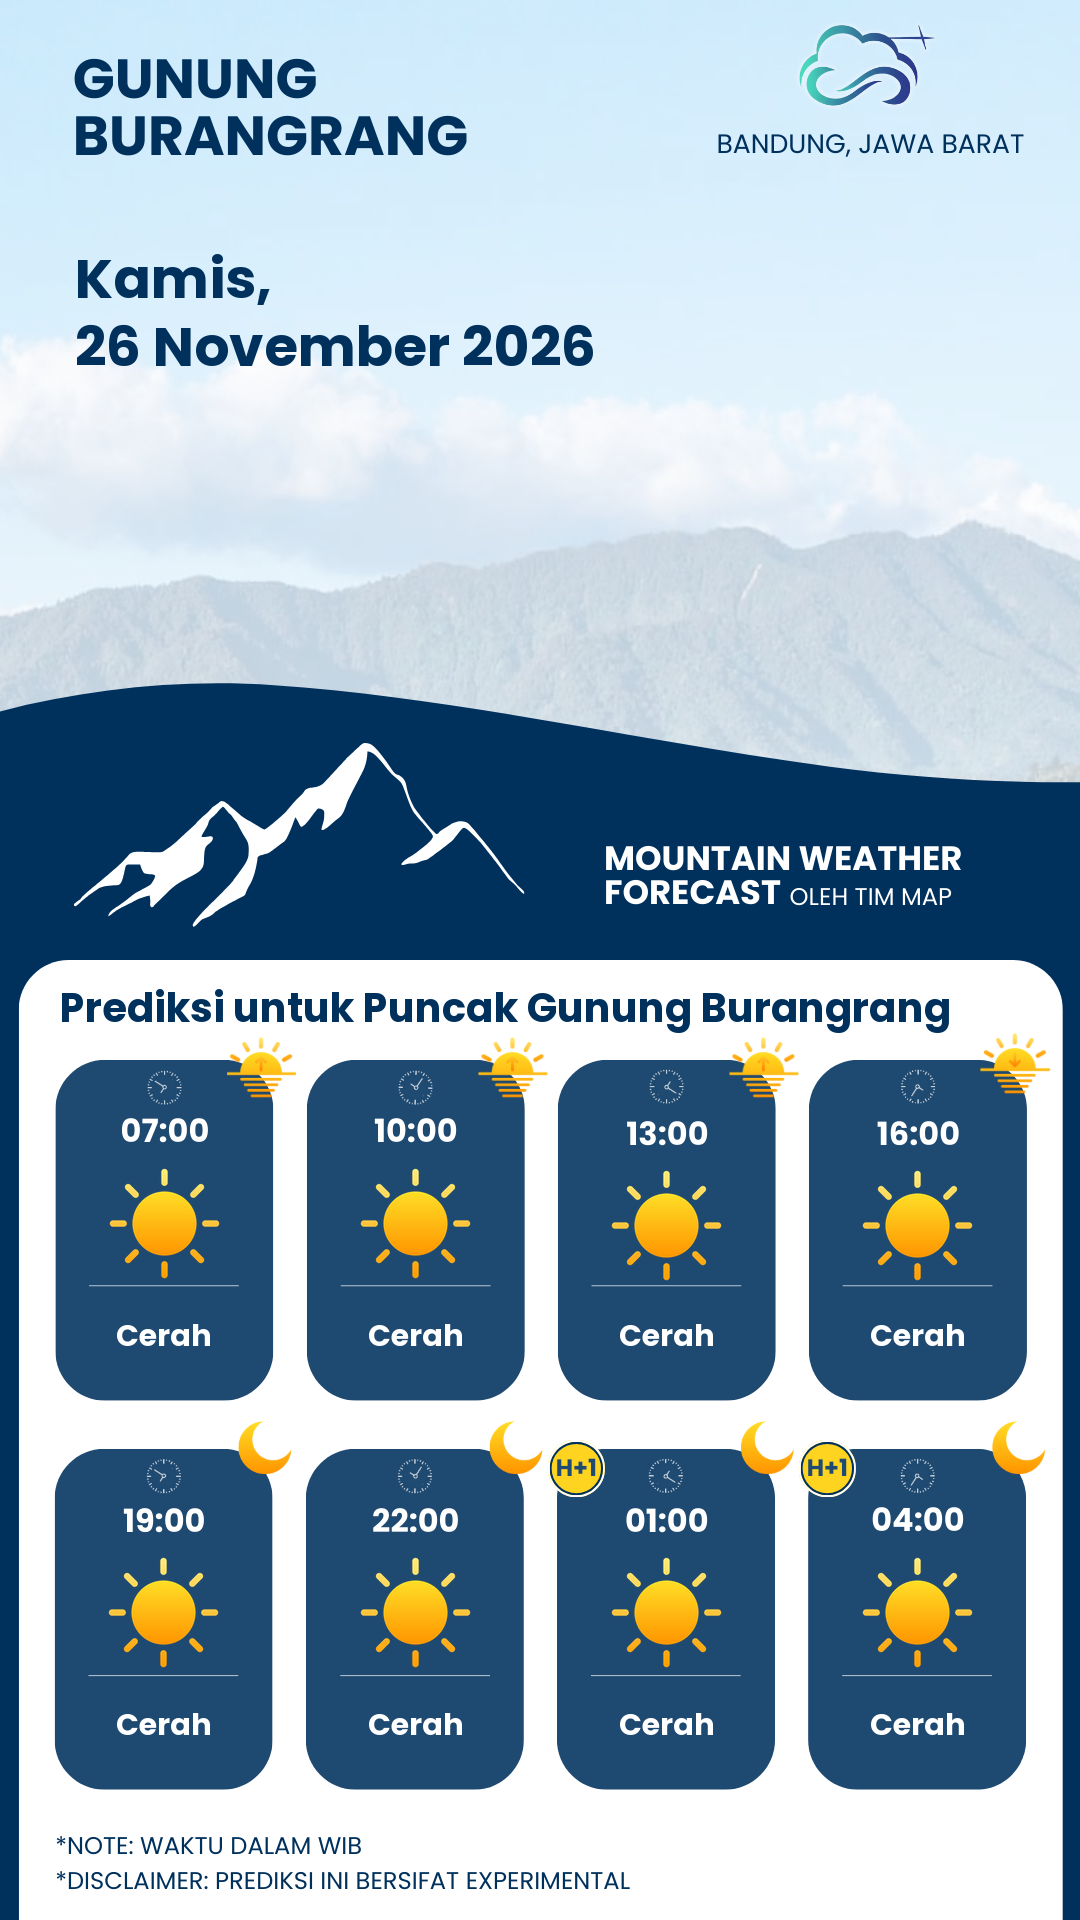 GUNUNG
BURANGRANG
BANDUNG, JAWA BARAT
Kamis,
26 November 2026
MOUNTAIN WEATHER
FORECAST OLEH TIM MAP
Prediksi untuk Puncak Gunung Burangrang
07:00 10:00 13:00 16:00
Cerah Cerah Cerah Cerah
H+1 H+1
19:00 22:00 01:00 04:00
Cerah Cerah Cerah Cerah
*NOTE: WAKTU DALAM WIB
*DISCLAIMER: PREDIKSI INI BERSIFAT EXPERIMENTAL